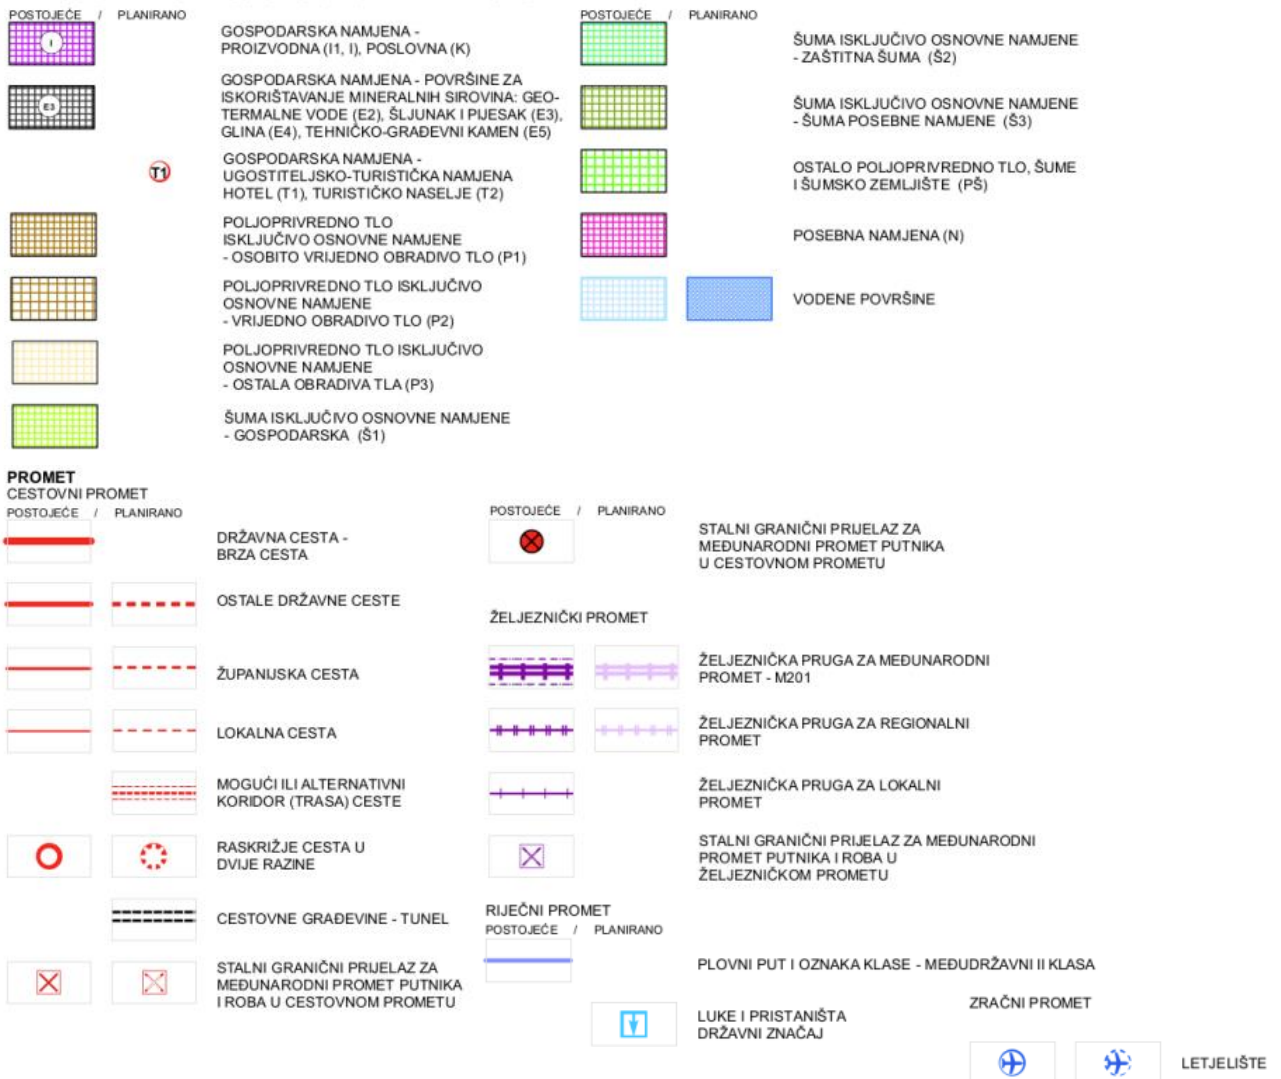 POSTOJEĆE / PLANIRANO
I
GOSPODARSKA NAMJENA -
PROIZVODNA (I1, I), POSLOVNA (K)
E3
GOSPODARSKA NAMJENA - POVRŠINE ZA
ISKORIŠTAVANJE MINERALNIH SIROVINA: GEO-
TERMALNE VODE (E2), ŠLJUNAK I PIJESAK (E3),
GLINA (E4), TEHNIČKO-GRAĐEVNI KAMEN (E5)
T1
GOSPODARSKA NAMJENA -
UGOSTITELJSKO-TURISTIČKA NAMJENA
HOTEL (T1), TURISTIČKO NASELJE (T2)
POLJOPRIVREDNO TLO
ISKLJUČIVO OSNOVNE NAMJENE
- OSOBITO VRIJEDNO OBRADIVO TLO (P1)
POLJOPRIVREDNO TLO ISKLJUČIVO
OSNOVNE NAMJENE
- VRIJEDNO OBRADIVO TLO (P2)
POLJOPRIVREDNO TLO ISKLJUČIVO
OSNOVNE NAMJENE
- OSTALA OBRADIVA TLA (P3)
ŠUMA ISKLJUČIVO OSNOVNE NAMJENE
- GOSPODARSKA (Š1)
POSTOJEĆE / PLANIRANO
ŠUMA ISKLJUČIVO OSNOVNE NAMJENE
- ZAŠTITNA ŠUMA (Š2)
ŠUMA ISKLJUČIVO OSNOVNE NAMJENE
- ŠUMA POSEBNE NAMJENE (Š3)
OSTALO POLJOPRIVREDNO TLO, ŠUME
I ŠUMSKO ZEMLJIŠTE (PŠ)
POSEBNA NAMJENA (N)
VODENE POVRŠINE
PROMET
CESTOVNI PROMET
POSTOJEĆE / PLANIRANO
DRŽAVNA CESTA -
BRZA CESTA
OSTALE DRŽAVNE CESTE
ŽUPANIJSKA CESTA
LOKALNA CESTA
MOGUĆI ILI ALTERNATIVNI
KORIDOR (TRASA) CESTE
RASKRIŽJE CESTA U
DVIJE RAZINE
CESTOVNE GRAĐEVINE - TUNEL
STALNI GRANIČNI PRIJELAZ ZA
MEĐUNARODNI PROMET PUTNIKA
I ROBA U CESTOVNOM PROMETU
POSTOJEĆE / PLANIRANO
STALNI GRANIČNI PRIJELAZ ZA
MEĐUNARODNI PROMET PUTNIKA
U CESTOVNOM PROMETU
ŽELJEZNIČKI PROMET
ŽELJEZNIČKA PRUGA ZA MEĐUNARODNI
PROMET - M201
ŽELJEZNIČKA PRUGA ZA REGIONALNI
PROMET
ŽELJEZNIČKA PRUGA ZA LOKALNI
PROMET
STALNI GRANIČNI PRIJELAZ ZA MEĐUNARODNI
PROMET PUTNIKA I ROBA U
ŽELJEZNIČKOM PROMETU
RIJEČNI PROMET
POSTOJEĆE / PLANIRANO
PLOVNI PUT I OZNAKA KLASE - MEĐUDRŽAVNI II KLASA
LUKE I PRISTANIŠTA
DRŽAVNI ZNAČAJ
ZRAČNI PROMET
LETJELIŠTE